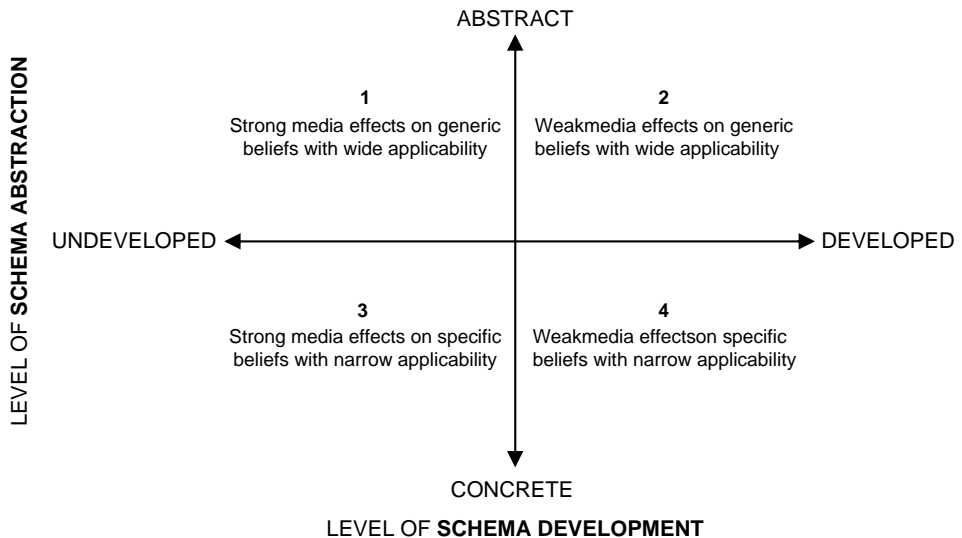 ABSTRACT
LEVEL OF SCHEMA ABSTRACTION
1
Strong media effects on generic
beliefs with wide applicability
2
Weakmedia effects on generic
beliefs with wide applicability
UNDEVELOPED
DEVELOPED
3
Strong media effects on specific
beliefs with narrow applicability
4
Weakmedia effectson specific
beliefs with narrow applicability
CONCRETE
LEVEL OF SCHEMA DEVELOPMENT